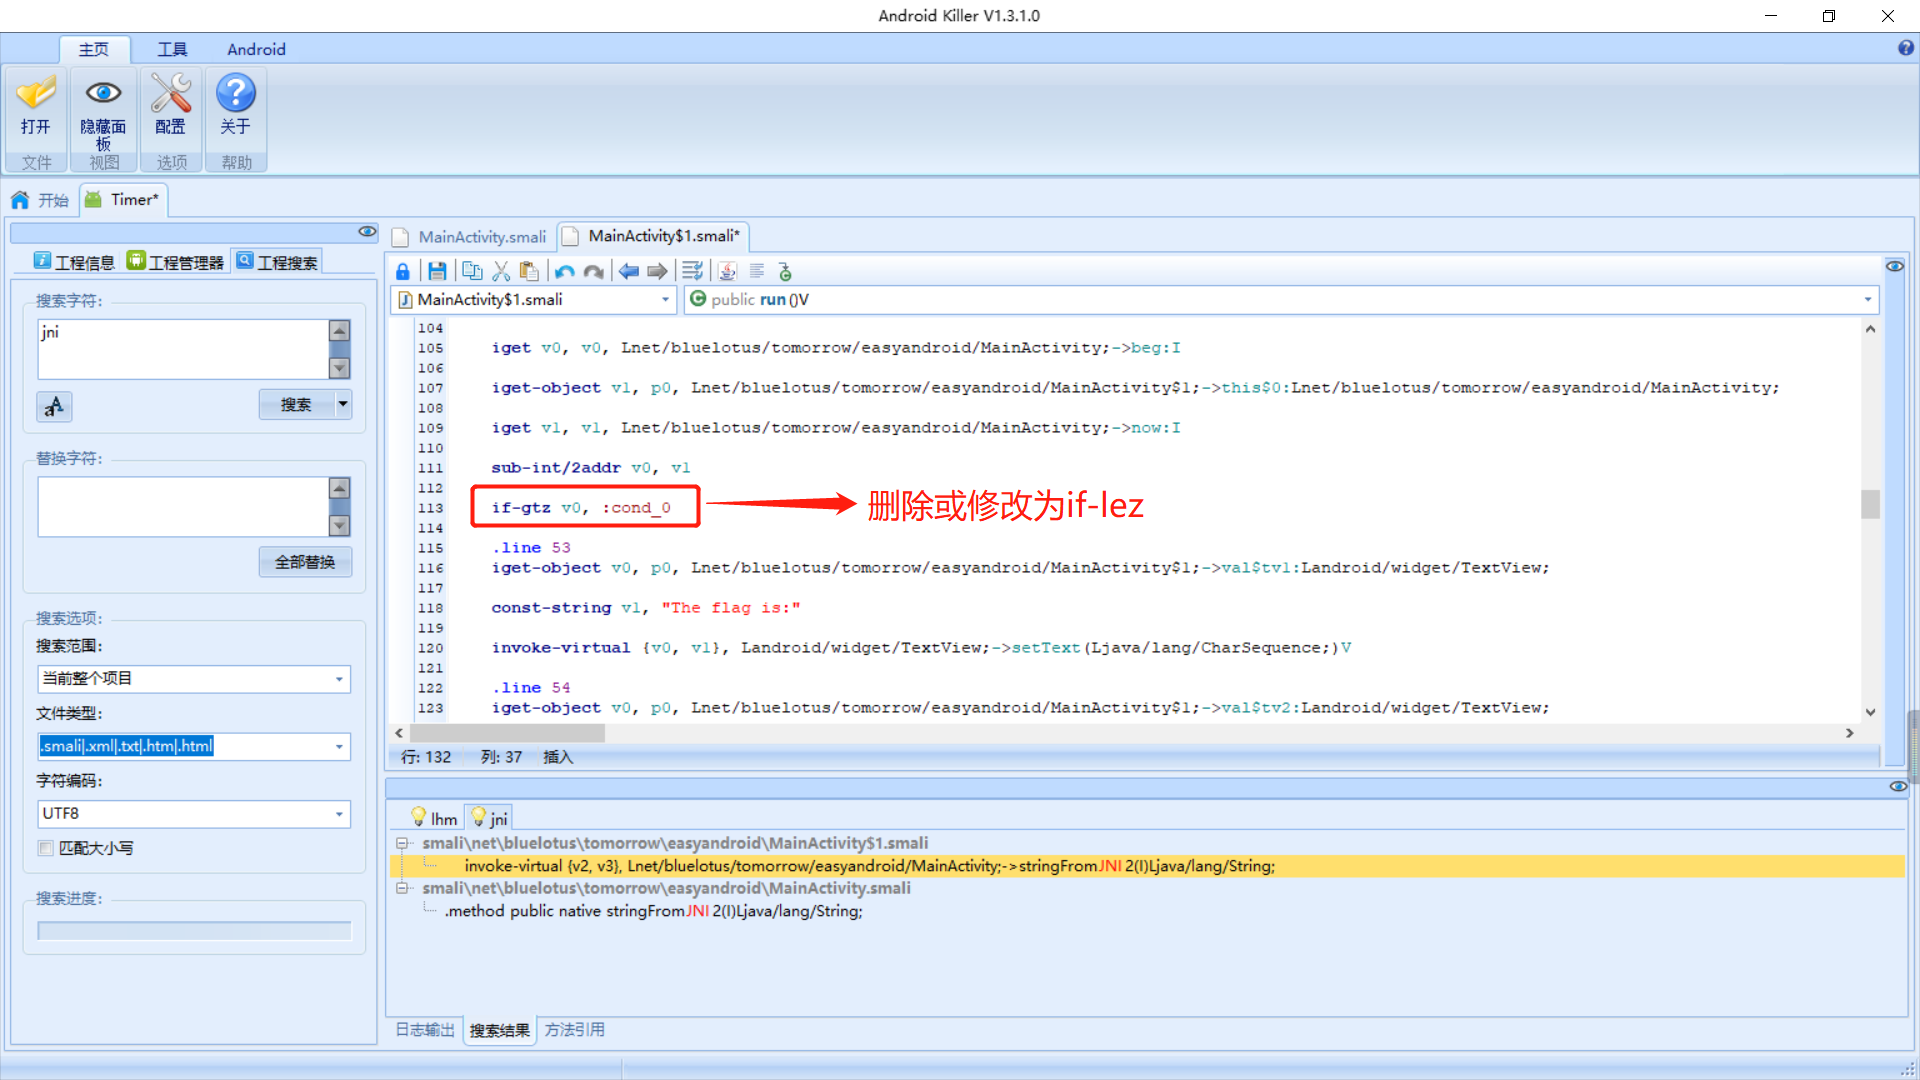 Android Killer V1.3.1.0
主页 工具 Android
打开 隐藏面板 配置 关于
文件 视图 选项 帮助
开始 Timer*
工程信息 工程管理器 工程搜索
搜索字符:
jni
搜索
替换字符:
全部替换
搜索选项:
搜索范围:
当前整个项目
文件类型:
.smali|.xml|.txt|.htm|.html
字符编码:
UTF8
匹配大小写
搜索进度:
MainActivity.smali MainActivity$1.smali*
MainActivity$1.smali public run()V
104
105 iget v0, v0, Lnet/bluelotus/tomorrow/easyandroid/MainActivity;->beg:I
106
107 iget-object v1, p0, Lnet/bluelotus/tomorrow/easyandroid/MainActivity$1;->this$0:Lnet/bluelotus/tomorrow/easyandroid/MainActivity;
108
109 iget v1, v1, Lnet/bluelotus/tomorrow/easyandroid/MainActivity;->now:I
110
111 sub-int/2addr v0, v1
112
113 if-gtz v0, :cond_0 删除或修改为if-lez
114
115 .line 53
116 iget-object v0, p0, Lnet/bluelotus/tomorrow/easyandroid/MainActivity$1;->val$tv1:Landroid/widget/TextView;
117
118 const-string v1, "The flag is:"
119
120 invoke-virtual {v0, v1}, Landroid/widget/TextView;->setText(Ljava/lang/CharSequence;)V
121
122 .line 54
123 iget-object v0, p0, Lnet/bluelotus/tomorrow/easyandroid/MainActivity$1;->val$tv2:Landroid/widget/TextView;
行: 132 列: 37 插入
lhm jni
smali\net\bluelotus\tomorrow\easyandroid\MainActivity$1.smali
invoke-virtual {v2, v3}, Lnet/bluelotus/tomorrow/easyandroid/MainActivity;->stringFromJNI2(I)Ljava/lang/String;
smali\net\bluelotus\tomorrow\easyandroid\MainActivity.smali
.method public native stringFromJNI2(I)Ljava/lang/String;
日志输出 搜索结果 方法引用